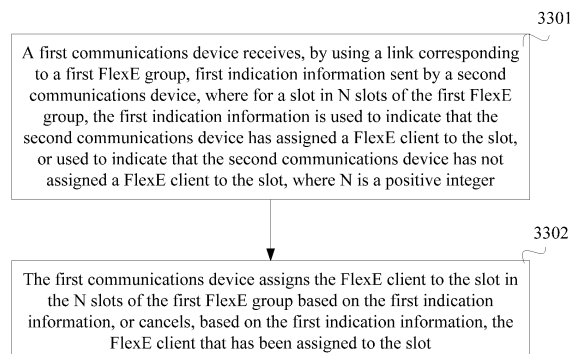 3301
A first communications device receives, by using a link corresponding
to a first FlexE group, first indication information sent by a second
communications device, where for a slot in N slots of the first FlexE
group, the first indication information is used to indicate that the
second communications device has assigned a FlexE client to the slot,
or used to indicate that the second communications device has not
assigned a FlexE client to the slot, where N is a positive integer
3302
The first communications device assigns the FlexE client to the slot in
the N slots of the first FlexE group based on the first indication
information, or cancels, based on the first indication information, the
FlexE client that has been assigned to the slot